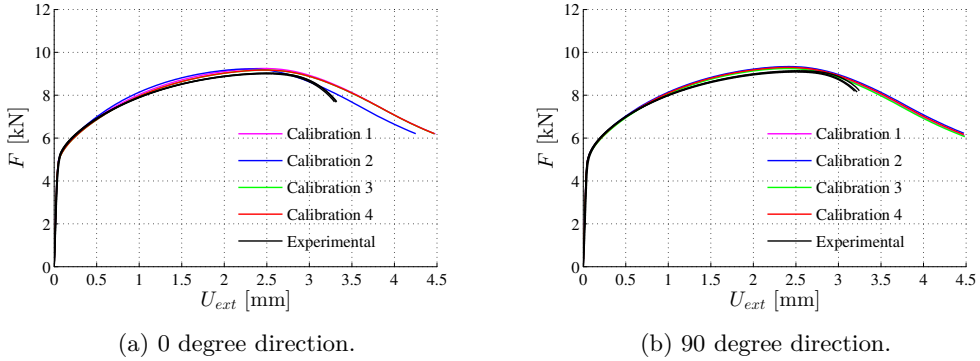 12
10
8
6
4
2
0
F [kN]
Calibration 1
Calibration 2
Calibration 3
Calibration 4
Experimental
0 0.5 1 1.5 2 2.5 3 3.5 4 4.5
U_ext [mm]
(a) 0 degree direction.
12
10
8
6
4
2
0
F [kN]
Calibration 1
Calibration 2
Calibration 3
Calibration 4
Experimental
0 0.5 1 1.5 2 2.5 3 3.5 4 4.5
U_ext [mm]
(b) 90 degree direction.